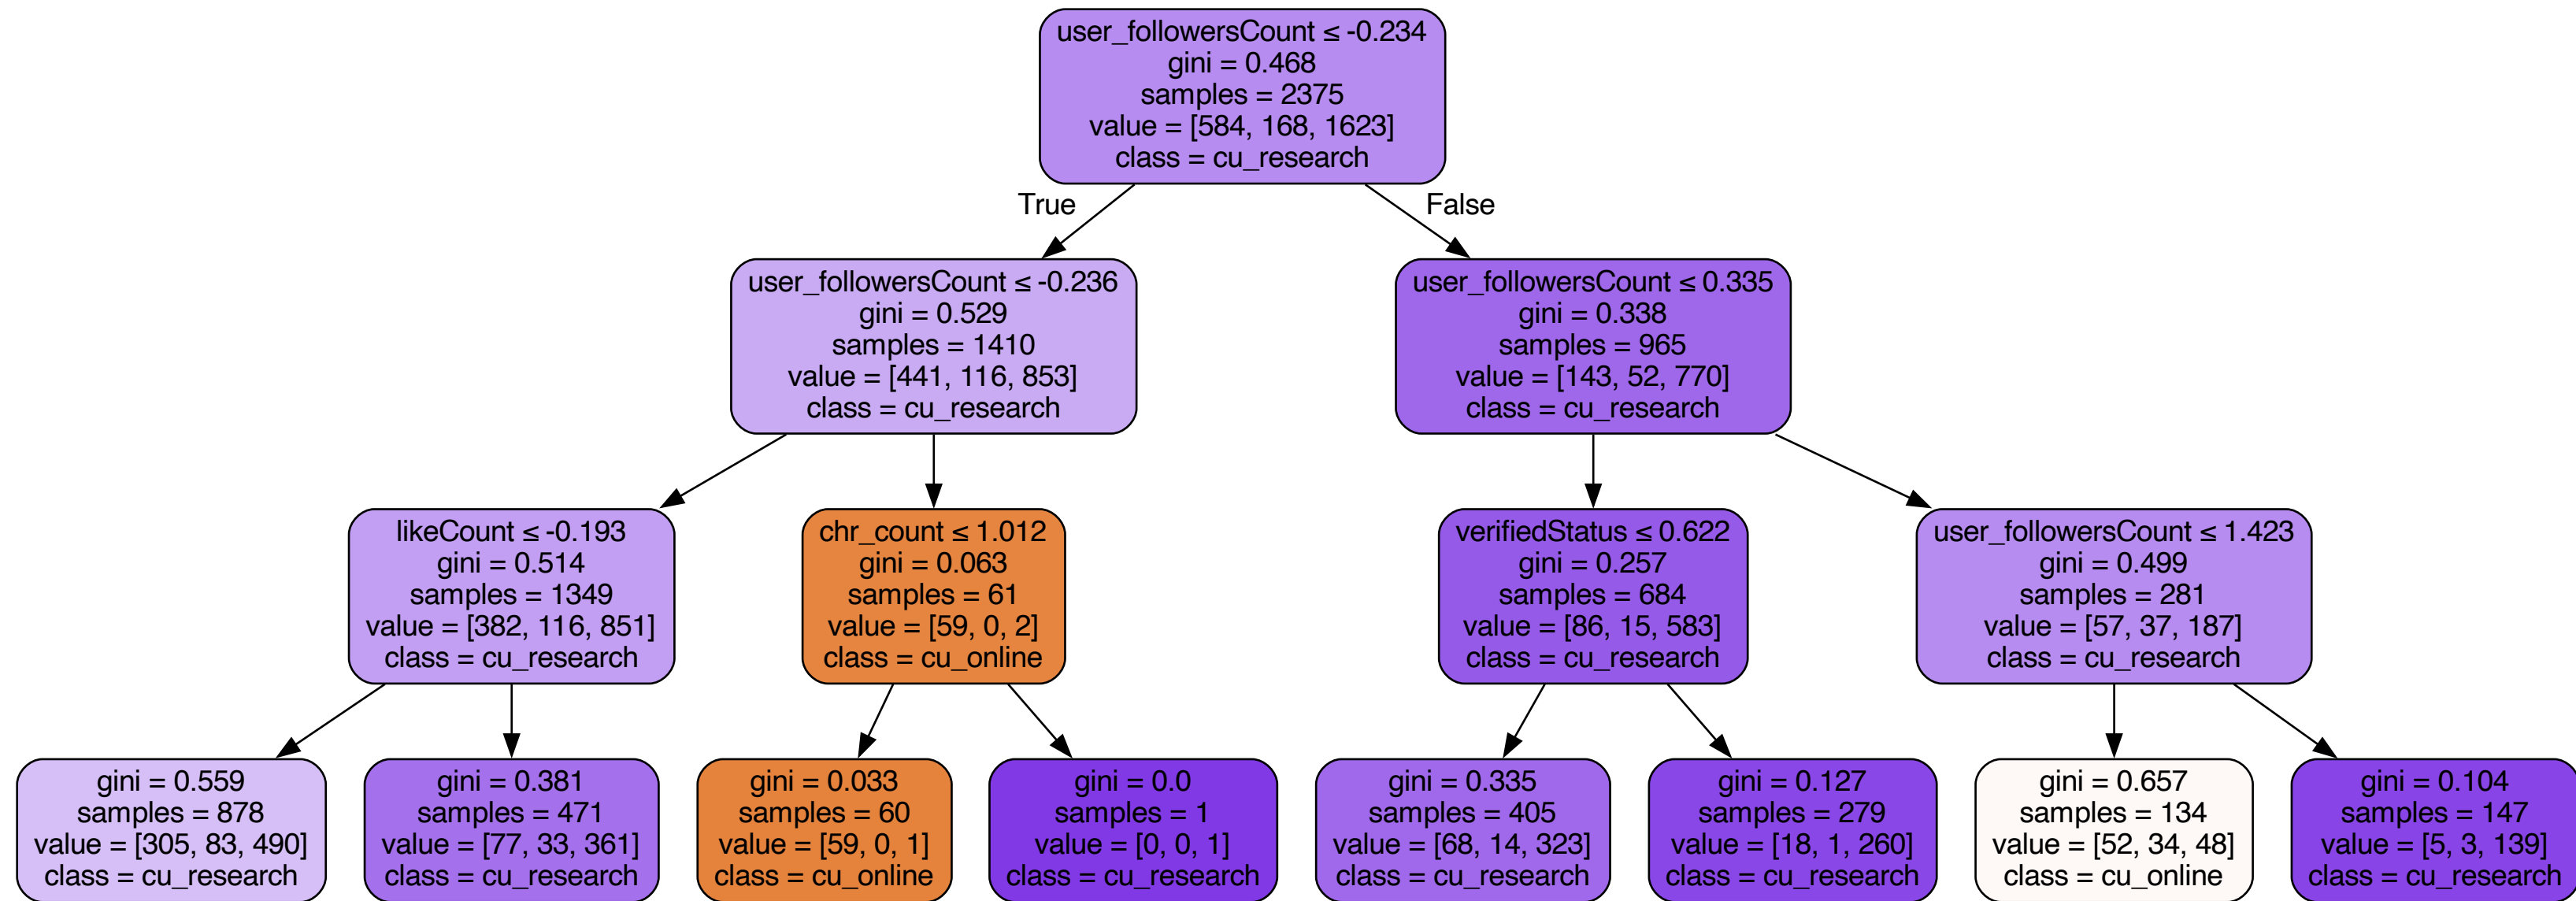 user_followersCount ≤ -0.234
gini = 0.468
samples = 2375
value = [584, 168, 1623]
class = cu_research
True
False
user_followersCount ≤ -0.236
gini = 0.529
samples = 1410
value = [441, 116, 853]
class = cu_research
user_followersCount ≤ 0.335
gini = 0.338
samples = 965
value = [143, 52, 770]
class = cu_research
likeCount ≤ -0.193
gini = 0.514
samples = 1349
value = [382, 116, 851]
class = cu_research
chr_count ≤ 1.012
gini = 0.063
samples = 61
value = [59, 0, 2]
class = cu_online
verifiedStatus ≤ 0.622
gini = 0.257
samples = 684
value = [86, 15, 583]
class = cu_research
user_followersCount ≤ 1.423
gini = 0.499
samples = 281
value = [57, 37, 187]
class = cu_research
gini = 0.559
samples = 878
value = [305, 83, 490]
class = cu_research
gini = 0.381
samples = 471
value = [77, 33, 361]
class = cu_research
gini = 0.033
samples = 60
value = [59, 0, 1]
class = cu_online
gini = 0.0
samples = 1
value = [0, 0, 1]
class = cu_research
gini = 0.335
samples = 405
value = [68, 14, 323]
class = cu_research
gini = 0.127
samples = 279
value = [18, 1, 260]
class = cu_research
gini = 0.657
samples = 134
value = [52, 34, 48]
class = cu_online
gini = 0.104
samples = 147
value = [5, 3, 139]
class = cu_research